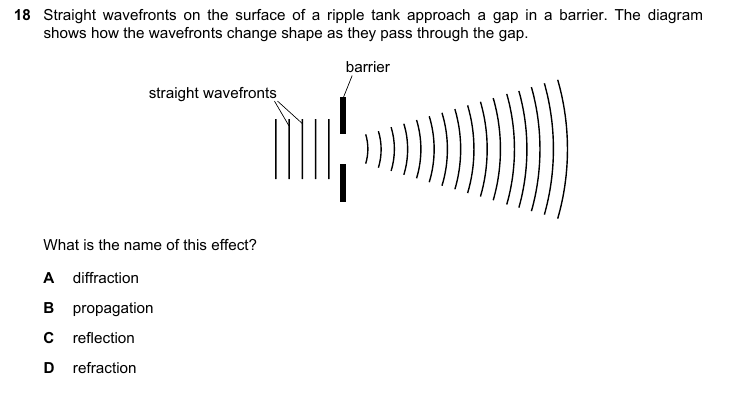 18 Straight wavefronts on the surface of a ripple tank approach a gap in a barrier. The diagram
shows how the wavefronts change shape as they pass through the gap.
barrier
straight wavefronts
What is the name of this effect?
A diffraction
B propagation
C reflection
D refraction